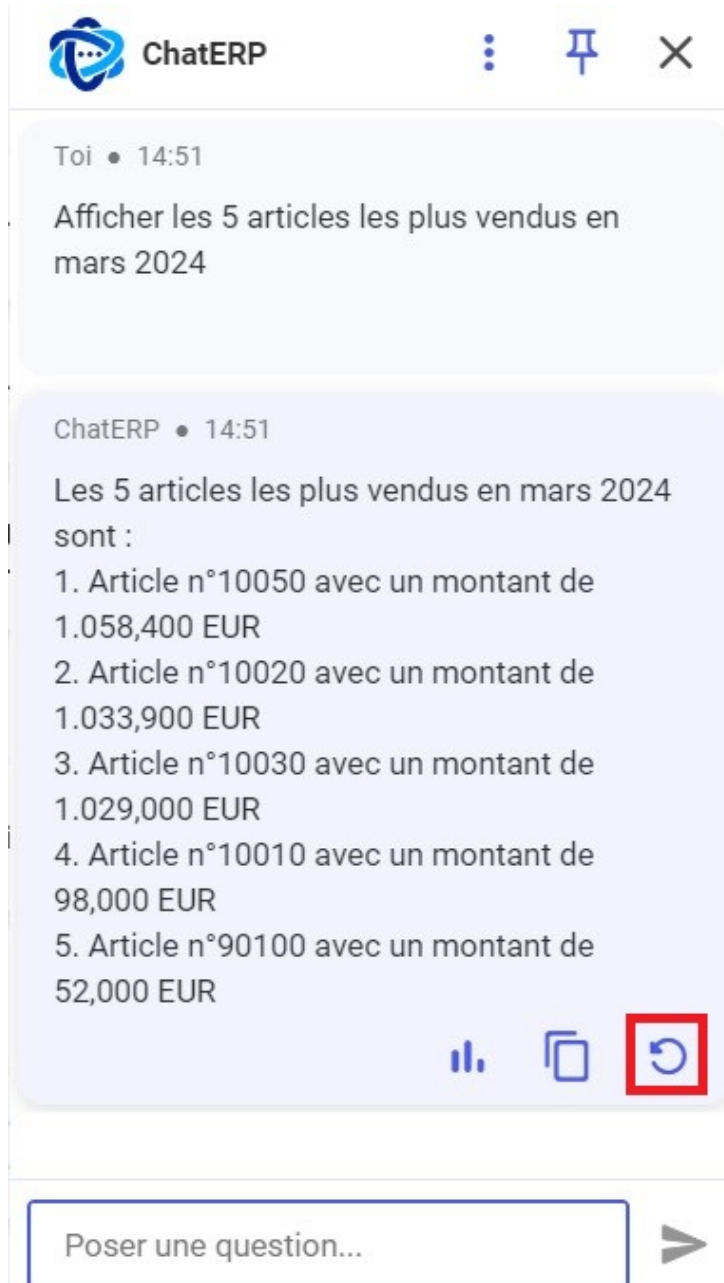 ChatERP
Toi • 14:51
Afficher les 5 articles les plus vendus en
mars 2024
ChatERP • 14:51
Les 5 articles les plus vendus en mars 2024
sont :
1. Article n°10050 avec un montant de
1.058,400 EUR
2. Article n°10020 avec un montant de
1.033,900 EUR
3. Article n°10030 avec un montant de
1.029,000 EUR
4. Article n°10010 avec un montant de
98,000 EUR
5. Article n°90100 avec un montant de
52,000 EUR
Poser une question...